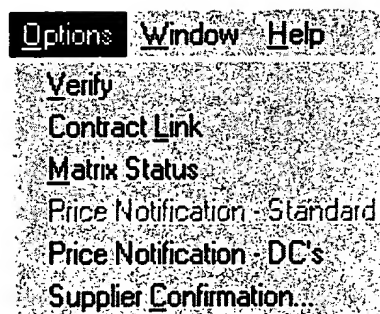 Options Window Help
Verify
Contract Link
Matrix Status
Price Notification - Standard
Price Notification - DC's
Supplier Confirmation...